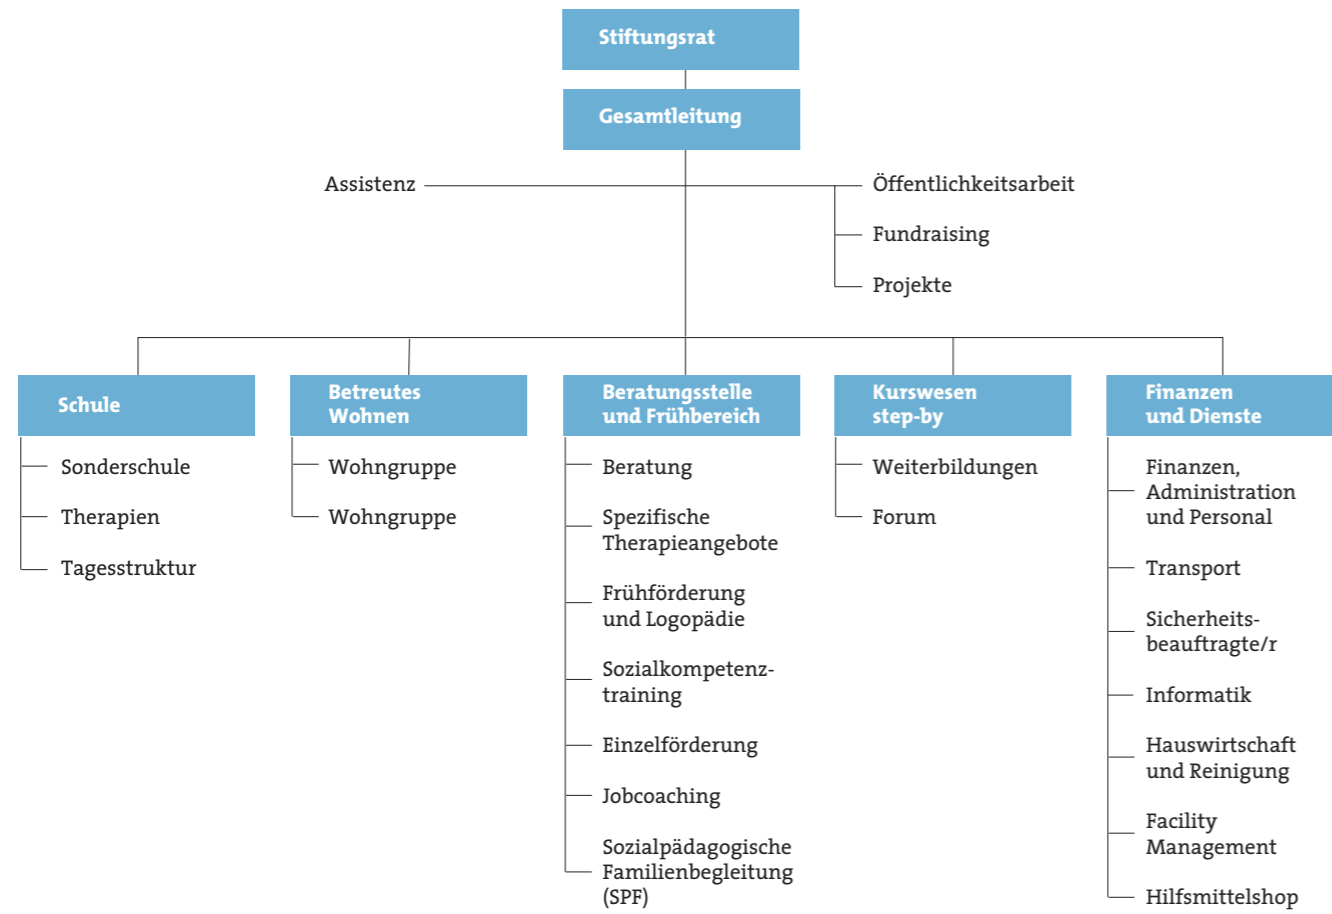 Stiftungsrat
Gesamtleitung
Assistenz
Öffentlichkeitsarbeit
Fundraising
Projekte
Schule
Sonderschule
Therapien
Tagesstruktur
Betreutes
Wohnen
Wohngruppe
Wohngruppe
Beratungsstelle
und Frühbereich
Beratung
Spezifische
Therapieangebote
Frühförderung
und Logopädie
Sozialkompetenz-
training
Einzelförderung
Jobcoaching
Sozialpädagogische
Familienbegleitung
(SPF)
Kurswesen
step-by
Weiterbildungen
Forum
Finanzen
und Dienste
Finanzen,
Administration
und Personal
Transport
Sicherheits-
beauftragte/r
Informatik
Hauswirtschaft
und Reinigung
Facility
Management
Hilfsmittelshop